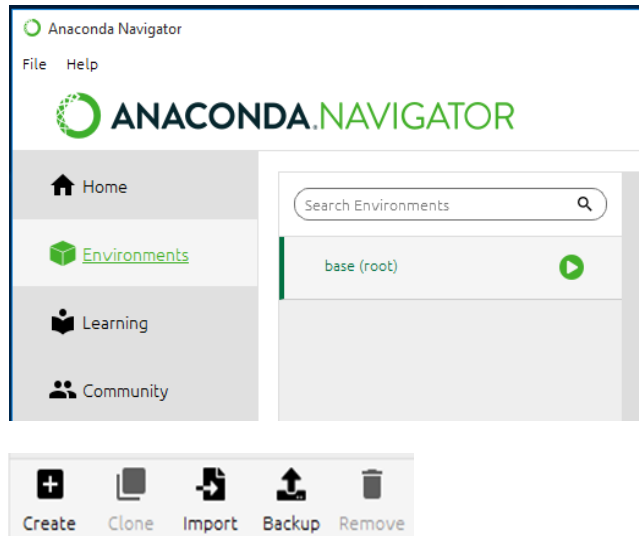 Anaconda Navigator
File Help
ANACONDA.NAVIGATOR
Home
Search Environments
Environments
base (root)
Learning
Community
Create Clone Import Backup Remove